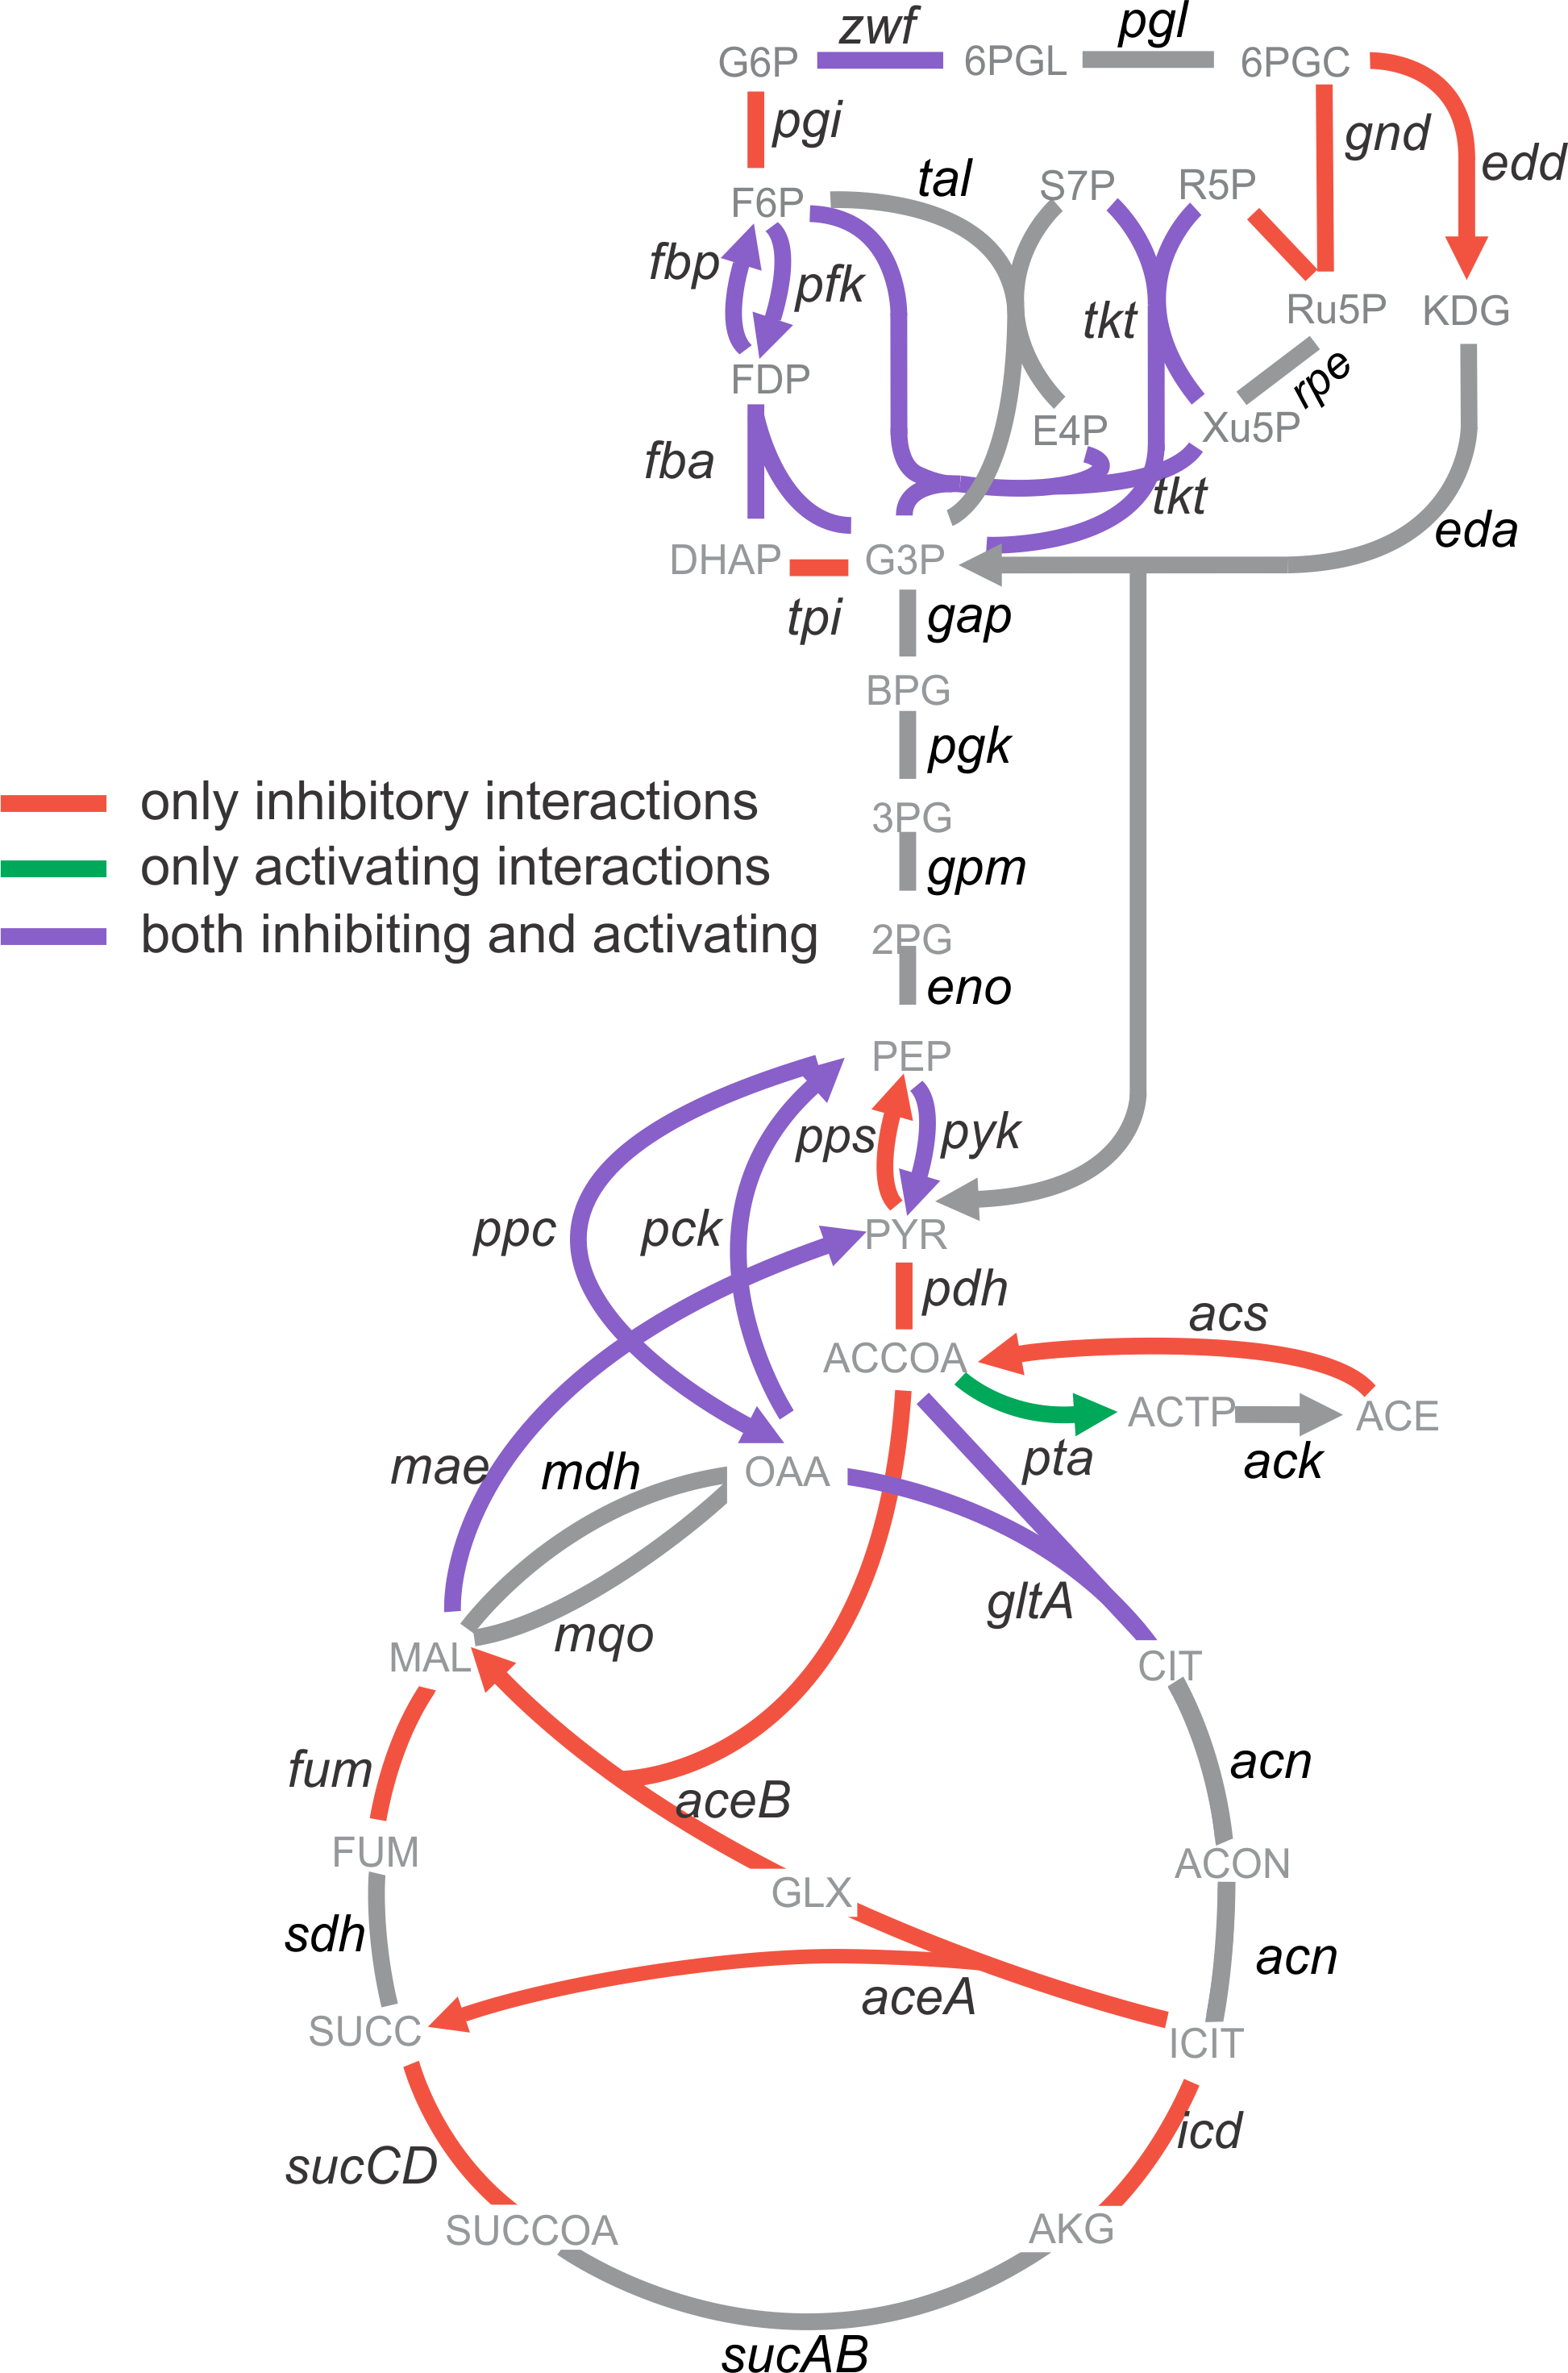 zwf
pgl
G6P
6PGL
6PGC
pgi
gnd
edd
tal
S7P
R5P
F6P
fbp
pfk
tkt
Ru5P
KDG
FDP
rpe
E4P
Xu5P
fba
tkt
eda
DHAP
G3P
tpi
gap
BPG
pgk
only inhibitory interactions
3PG
only activating interactions
gpm
both inhibiting and activating
2PG
eno
PEP
pps
pyk
ppc
pck
PYR
pdh
acs
ACCOA
ACTP
ACE
pta
ack
mae
mdh
OAA
gltA
mqo
MAL
CIT
fum
aceB
acn
FUM
ACON
GLX
sdh
acn
aceA
SUCC
ICIT
icd
sucCD
SUCCOA
AKG
sucAB